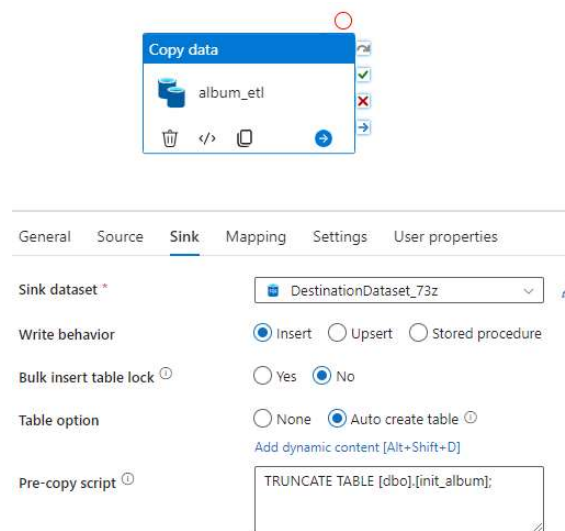 Copy data
album_etl
</>
General Source Sink Mapping Settings User properties
Sink dataset *
DestinationDataset_73z
Write behavior
Insert Upsert Stored procedure
Bulk insert table lock
Yes No
Table option
None Auto create table
Add dynamic content [Alt+Shift+D]
Pre-copy script
TRUNCATE TABLE [dbo].[init_album];